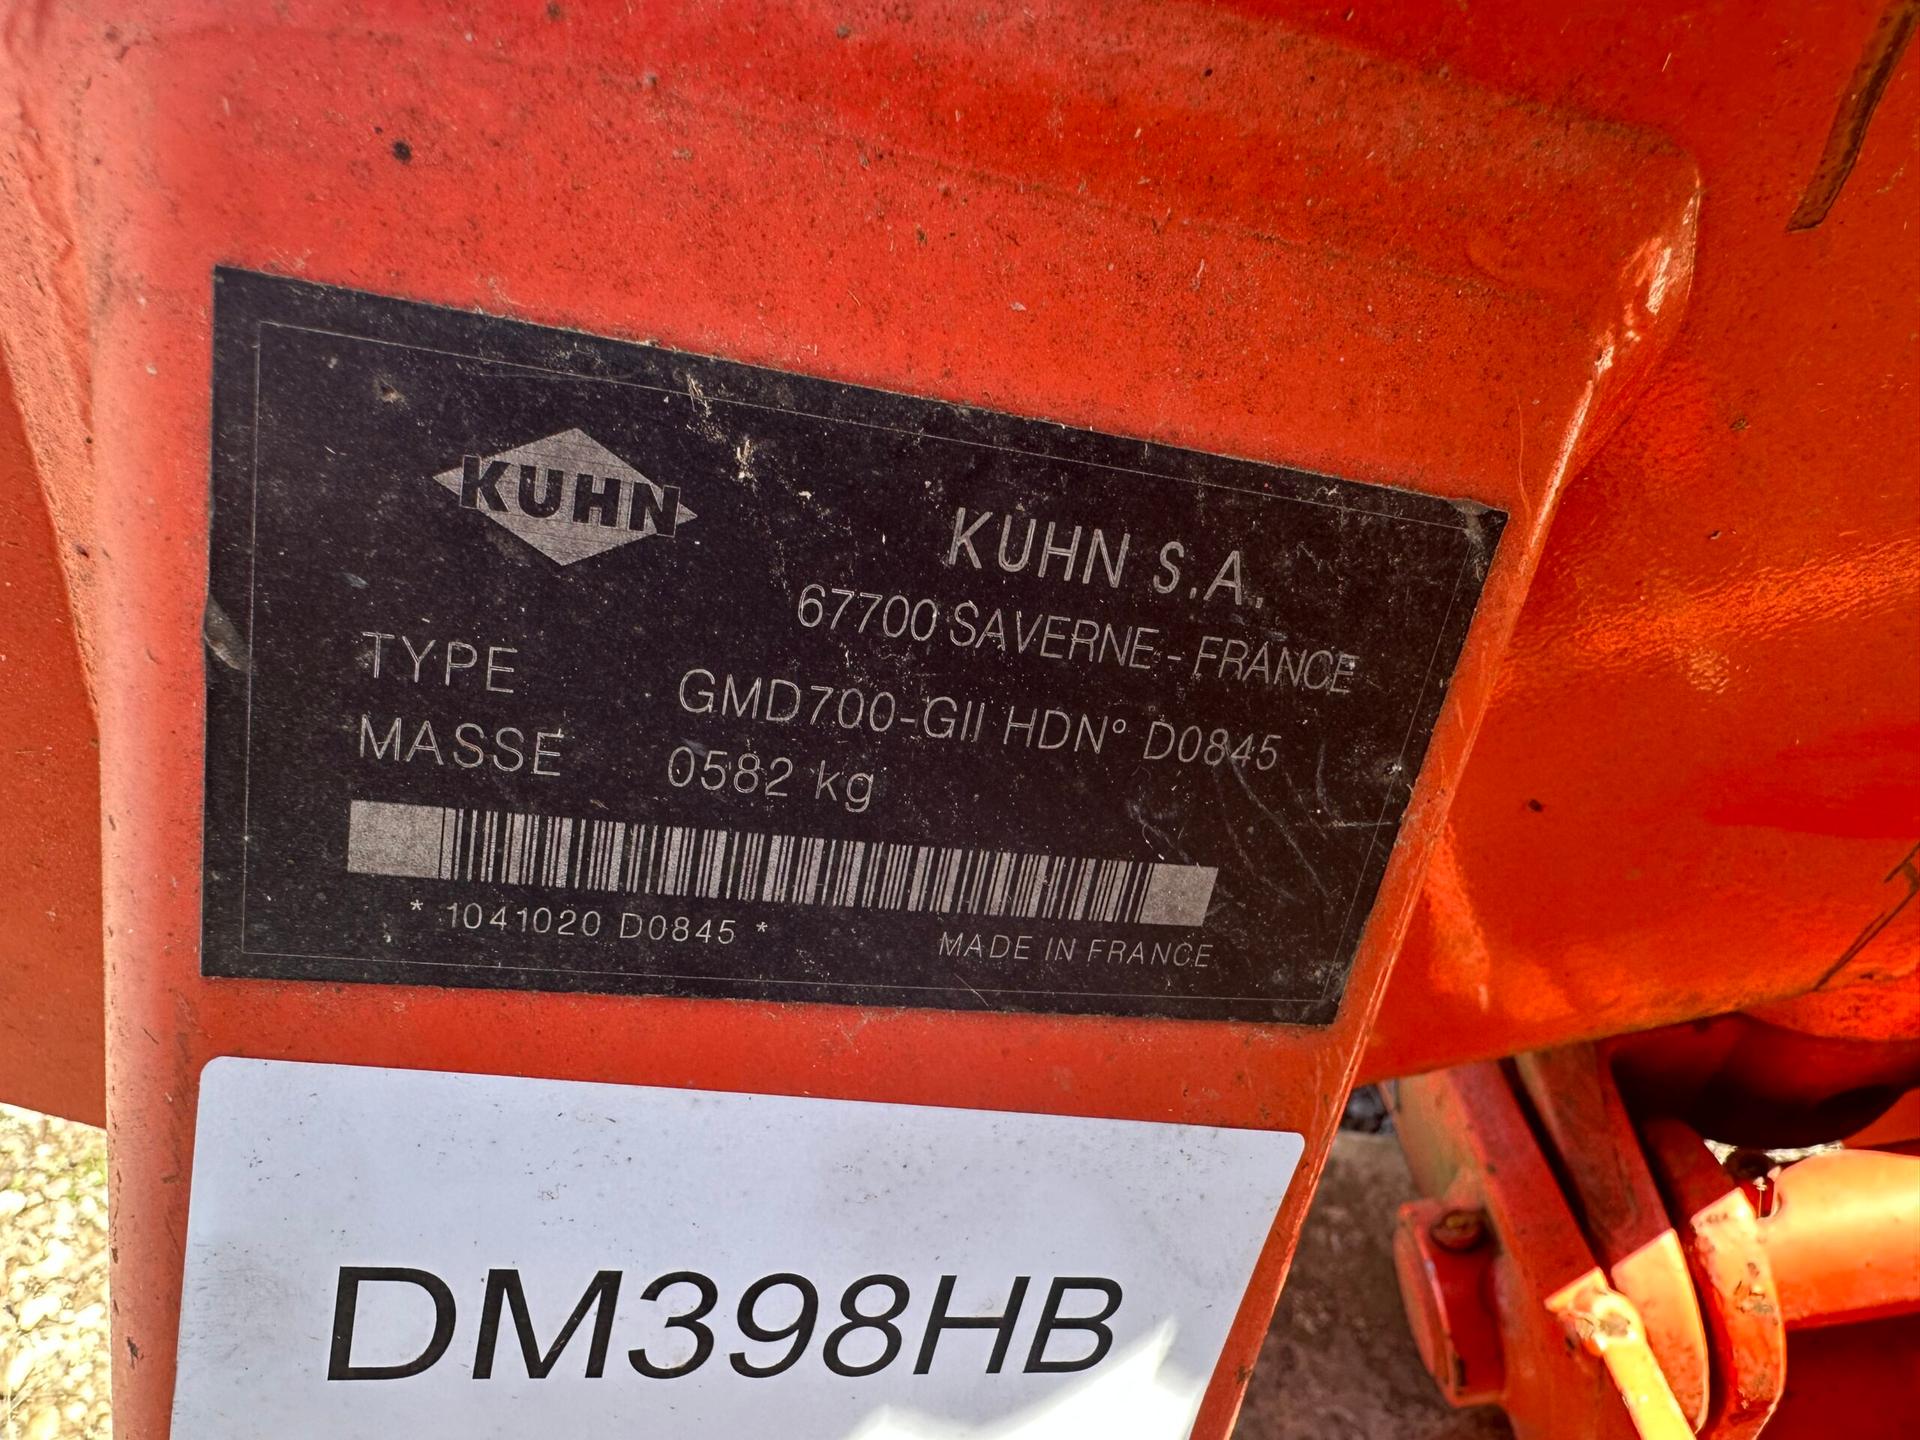 KUHN
KUHN S.A.
67700 SAVERNE - FRANCE
TYPE GMD700-GII HDN° D0845
MASSE 0582 kg
* 1041020 D0845 *
MADE IN FRANCE
DM398HB